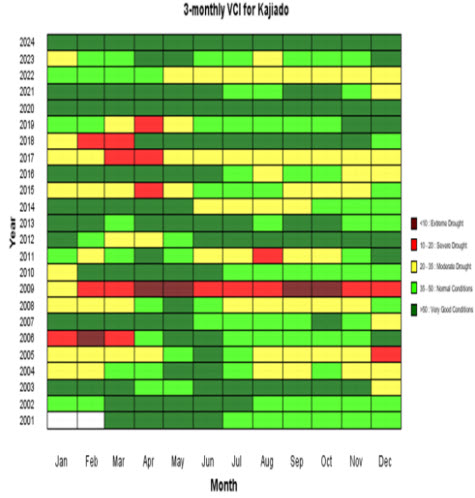 3-monthly VCI for Kajiado
2024
2023
2022
2021
2020
2019
2018
2017
2016
2015
2014
2013
2012
2011
2010
2009
2008
2007
2006
2005
2004
2003
2002
2001
Year
Jan Feb Mar Apr May Jun Jul Aug Sep Oct Nov Dec
Month
<10 : Extreme Drought
10 - 20 : Severe Drought
20 - 35 : Moderate Drought
35 - 50 : Normal Conditions
>50 : Very Good Conditions